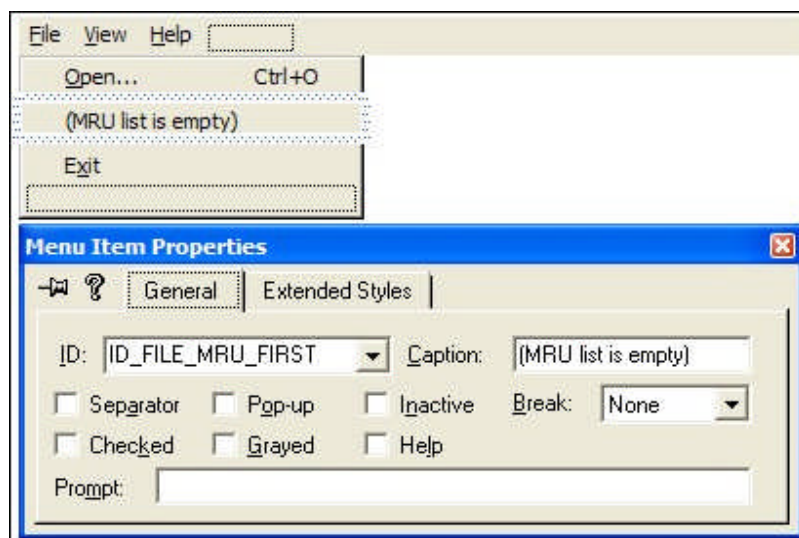 File View Help
Open... Ctrl+O
(MRU list is empty)
Exit
Menu Item Properties
General Extended Styles
ID: ID_FILE_MRU_FIRST Caption: (MRU list is empty)
Separator Pop-up Inactive Break: None
Checked Grayed Help
Prompt: